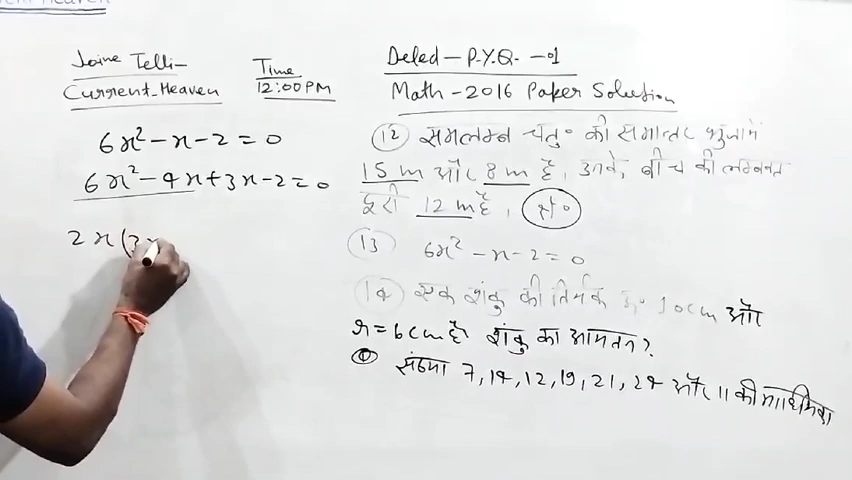 Joine Telli-
Current-Heaven
Time
12:00PM
6x² - x - 2 = 0
6x² - 4x + 3x - 2 = 0
2x(3x
Deled - P.Y.Q. - 01
Math - 2016 Paper Solution
(12) समलम्ब चतु० की समान्तर भुजायें
15 m और 8 m है, उनके, बीच की लम्बवत
दूरी 12 m है, क्षे०
(13) 6x² - x - 2 = 0
(14) एक शंकु की तिर्यक ऊ० 10cm और
r = 6cm है। शंकु का आयतन?
संख्या 7, 14, 12, 19, 21, 24 और 11 की माध्यिका